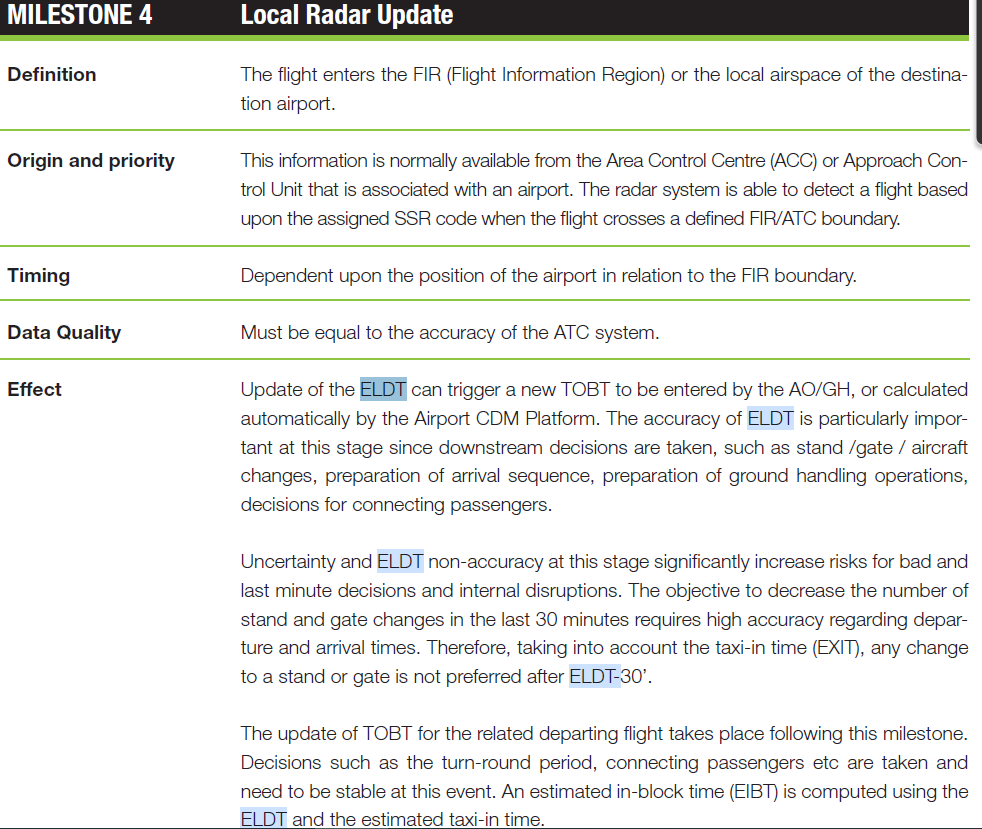 MILESTONE 4 Local Radar Update
Definition The flight enters the FIR (Flight Information Region) or the local airspace of the destina-
tion airport.
Origin and priority This information is normally available from the Area Control Centre (ACC) or Approach Con-
trol Unit that is associated with an airport. The radar system is able to detect a flight based
upon the assigned SSR code when the flight crosses a defined FIR/ATC boundary.
Timing Dependent upon the position of the airport in relation to the FIR boundary.
Data Quality Must be equal to the accuracy of the ATC system.
Effect Update of the ELDT can trigger a new TOBT to be entered by the AO/GH, or calculated
automatically by the Airport CDM Platform. The accuracy of ELDT is particularly impor-
tant at this stage since downstream decisions are taken, such as stand /gate / aircraft
changes, preparation of arrival sequence, preparation of ground handling operations,
decisions for connecting passengers.
Uncertainty and ELDT non-accuracy at this stage significantly increase risks for bad and
last minute decisions and internal disruptions. The objective to decrease the number of
stand and gate changes in the last 30 minutes requires high accuracy regarding depar-
ture and arrival times. Therefore, taking into account the taxi-in time (EXIT), any change
to a stand or gate is not preferred after ELDT-30’.
The update of TOBT for the related departing flight takes place following this milestone.
Decisions such as the turn-round period, connecting passengers etc are taken and
need to be stable at this event. An estimated in-block time (EIBT) is computed using the
ELDT and the estimated taxi-in time.